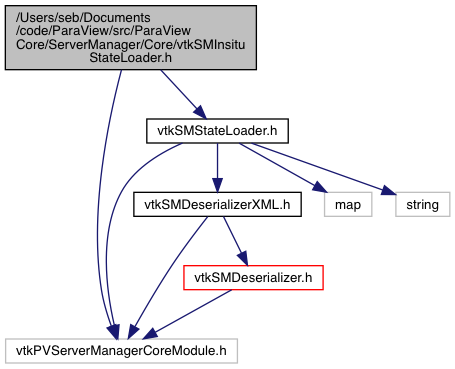 /Users/seb/Documents
/code/ParaView/src/ParaView
Core/ServerManager/Core/vtkSMInsitu
StateLoader.h
vtkSMStateLoader.h
vtkSMDeserializerXML.h
map
string
vtkSMDeserializer.h
vtkPVServerManagerCoreModule.h